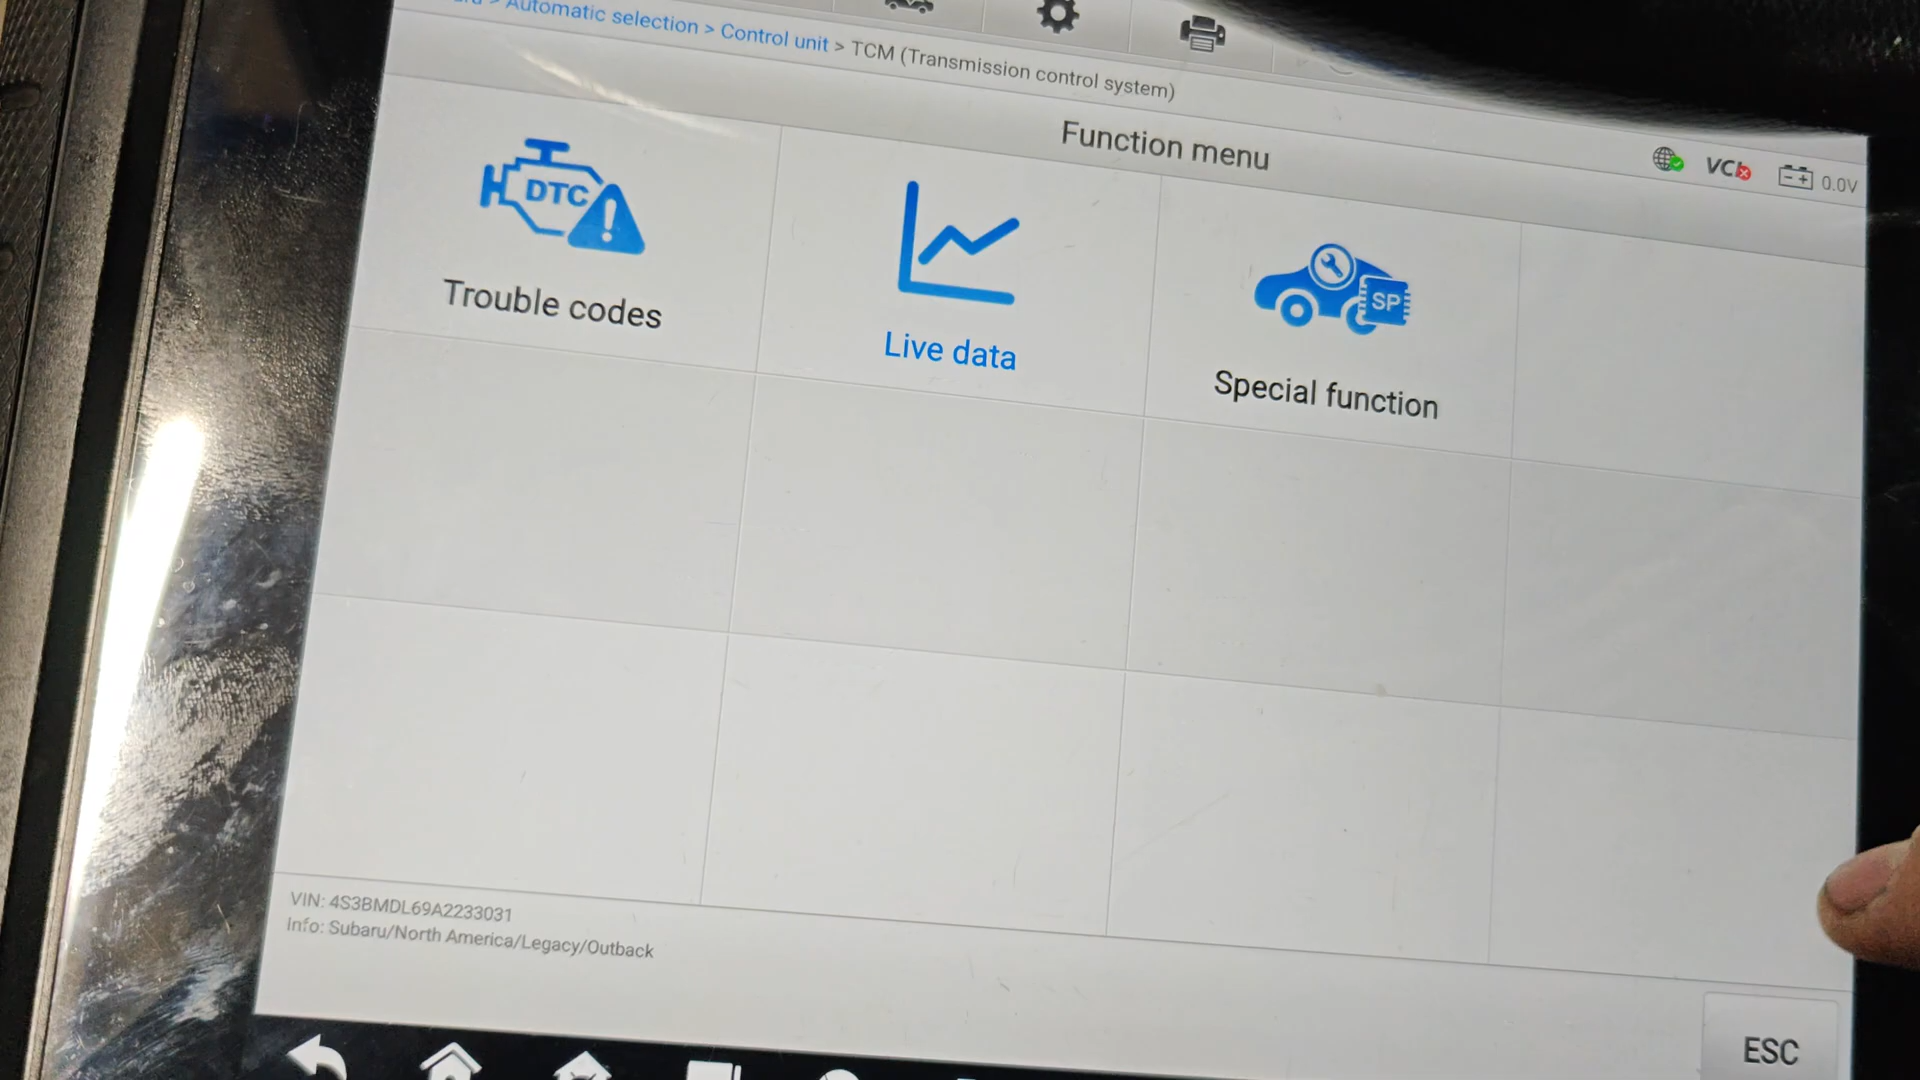 > Automatic selection > Control unit > TCM (Transmission control system)
Function menu
VCI
0.0V
DTC
Trouble codes
Live data
SP
Special function
VIN: 4S3BMDL69A2233031
Info: Subaru/North America/Legacy/Outback
ESC